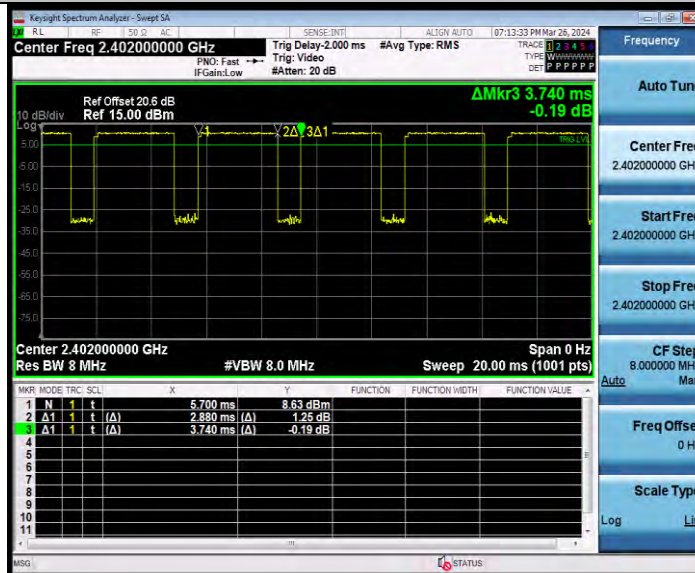 Keysight Spectrum Analyzer - Swept SA
RL RF 50 Ω AC SENSE:INT ALIGN AUTO 07:13:33 PM Mar 26, 2024
Center Freq 2.402000000 GHz
PNO: Fast
IFGain:Low
Trig Delay-2.000 ms
Trig: Video
#Atten: 20 dB
#Avg Type: RMS
TRACE 1 2 3 4 5 6
TYPE WWWWWW
DET P P P P P P
Frequency
Auto Tun
ΔMkr3 3.740 ms
-0.19 dB
Ref Offset 20.6 dB
10 dB/div Ref 15.00 dBm
Log
1 2Δ 3Δ1
TRIG LVL
5.00
-5.00
-15.0
-25.0
-35.0
-45.0
-55.0
-65.0
-75.0
Center 2.402000000 GHz Span 0 Hz
Res BW 8 MHz #VBW 8.0 MHz Sweep 20.00 ms (1001 pts)
MKR MODE TRC SCL X Y FUNCTION FUNCTION WIDTH FUNCTION VALUE
1 N 1 t 5.700 ms 8.63 dBm
2 Δ1 1 t (Δ) 2.880 ms (Δ) 1.25 dB
3 Δ1 1 t (Δ) 3.740 ms (Δ) -0.19 dB
4
5
6
7
8
9
10
11
Center Fre
2.402000000 GH
Start Fre
2.402000000 GH
Stop Fre
2.402000000 GH
CF Ste
8.000000 MH
Auto Ma
Freq Offse
0 H
Scale Typ
Log Li
MSG STATUS